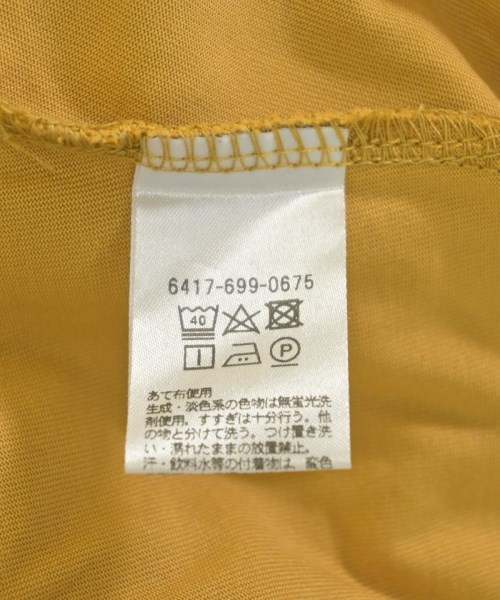 6417-699-0675
40
P
あて布使用
生成・淡色系の色物は無蛍光洗
剤使用。すすぎは十分行う。他
の物と分けて洗う。つけ置き洗
い・濡れたままの放置禁止。
汗・飲料水等の付着物は、変色